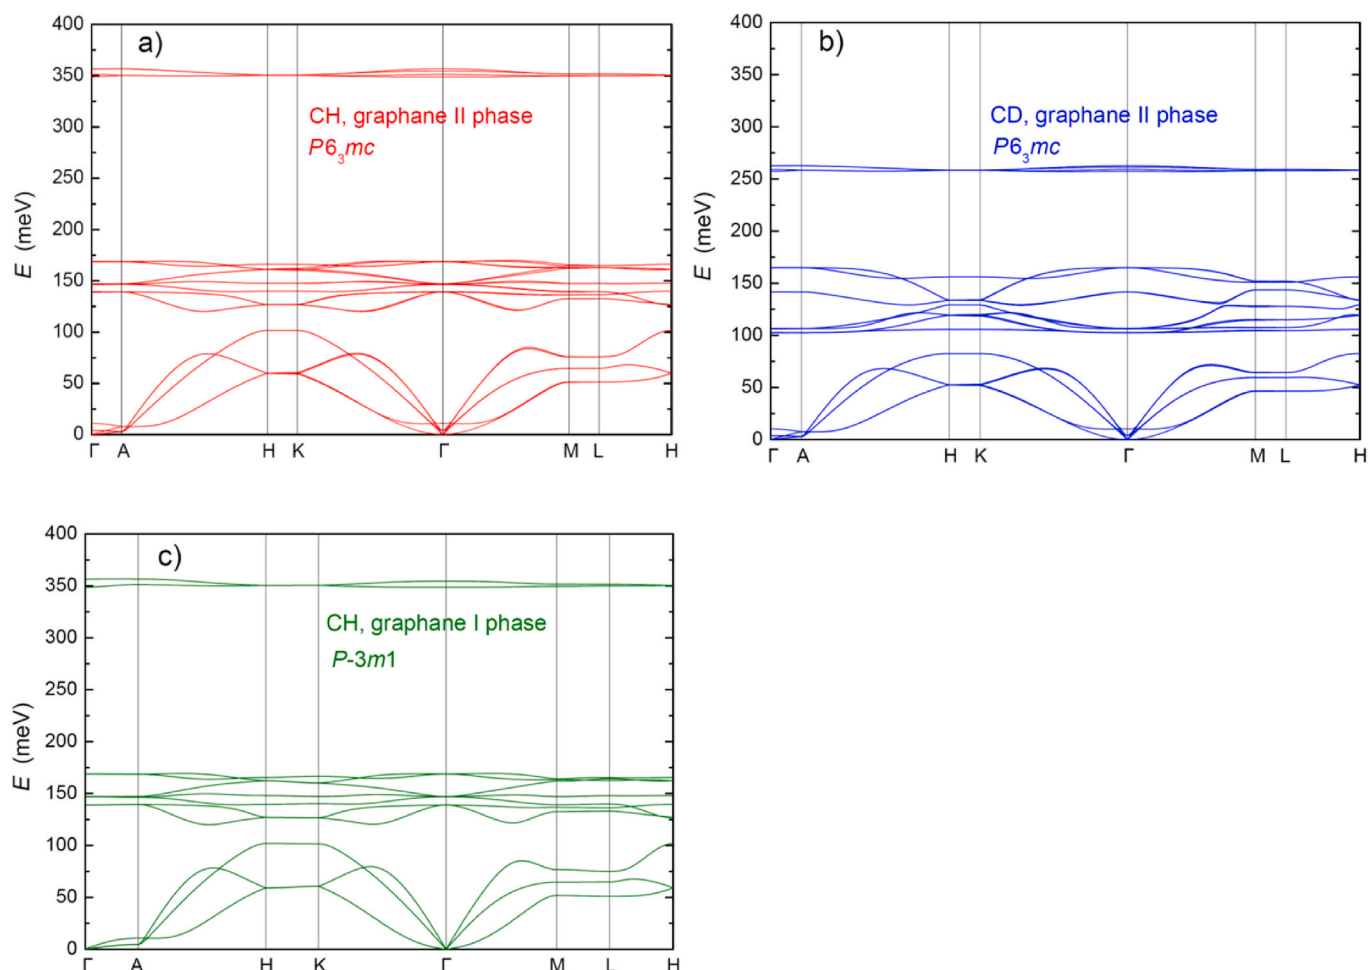 a)
CH, graphane II phase
P6₃mc
E (meV)
400
350
300
250
200
150
100
50
0
Γ A H K Γ M L H
b)
CD, graphane II phase
P6₃mc
E (meV)
400
350
300
250
200
150
100
50
0
Γ A H K Γ M L H
c)
CH, graphane I phase
P-3m1
E (meV)
400
350
300
250
200
150
100
50
0
Γ A H K Γ M L H